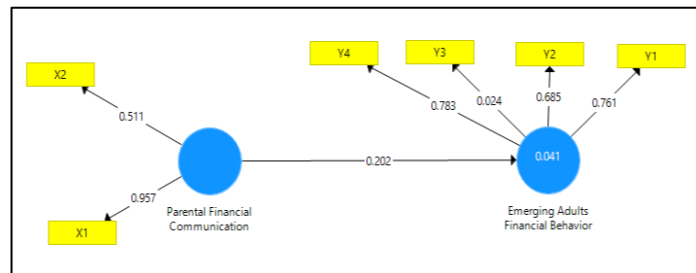 Y4
Y3
Y2
Y1
X2
0.783
0.024
0.685
0.761
0.511
0.041
0.202
0.957
Parental Financial
Communication
Emerging Adults
Financial Behavior
X1